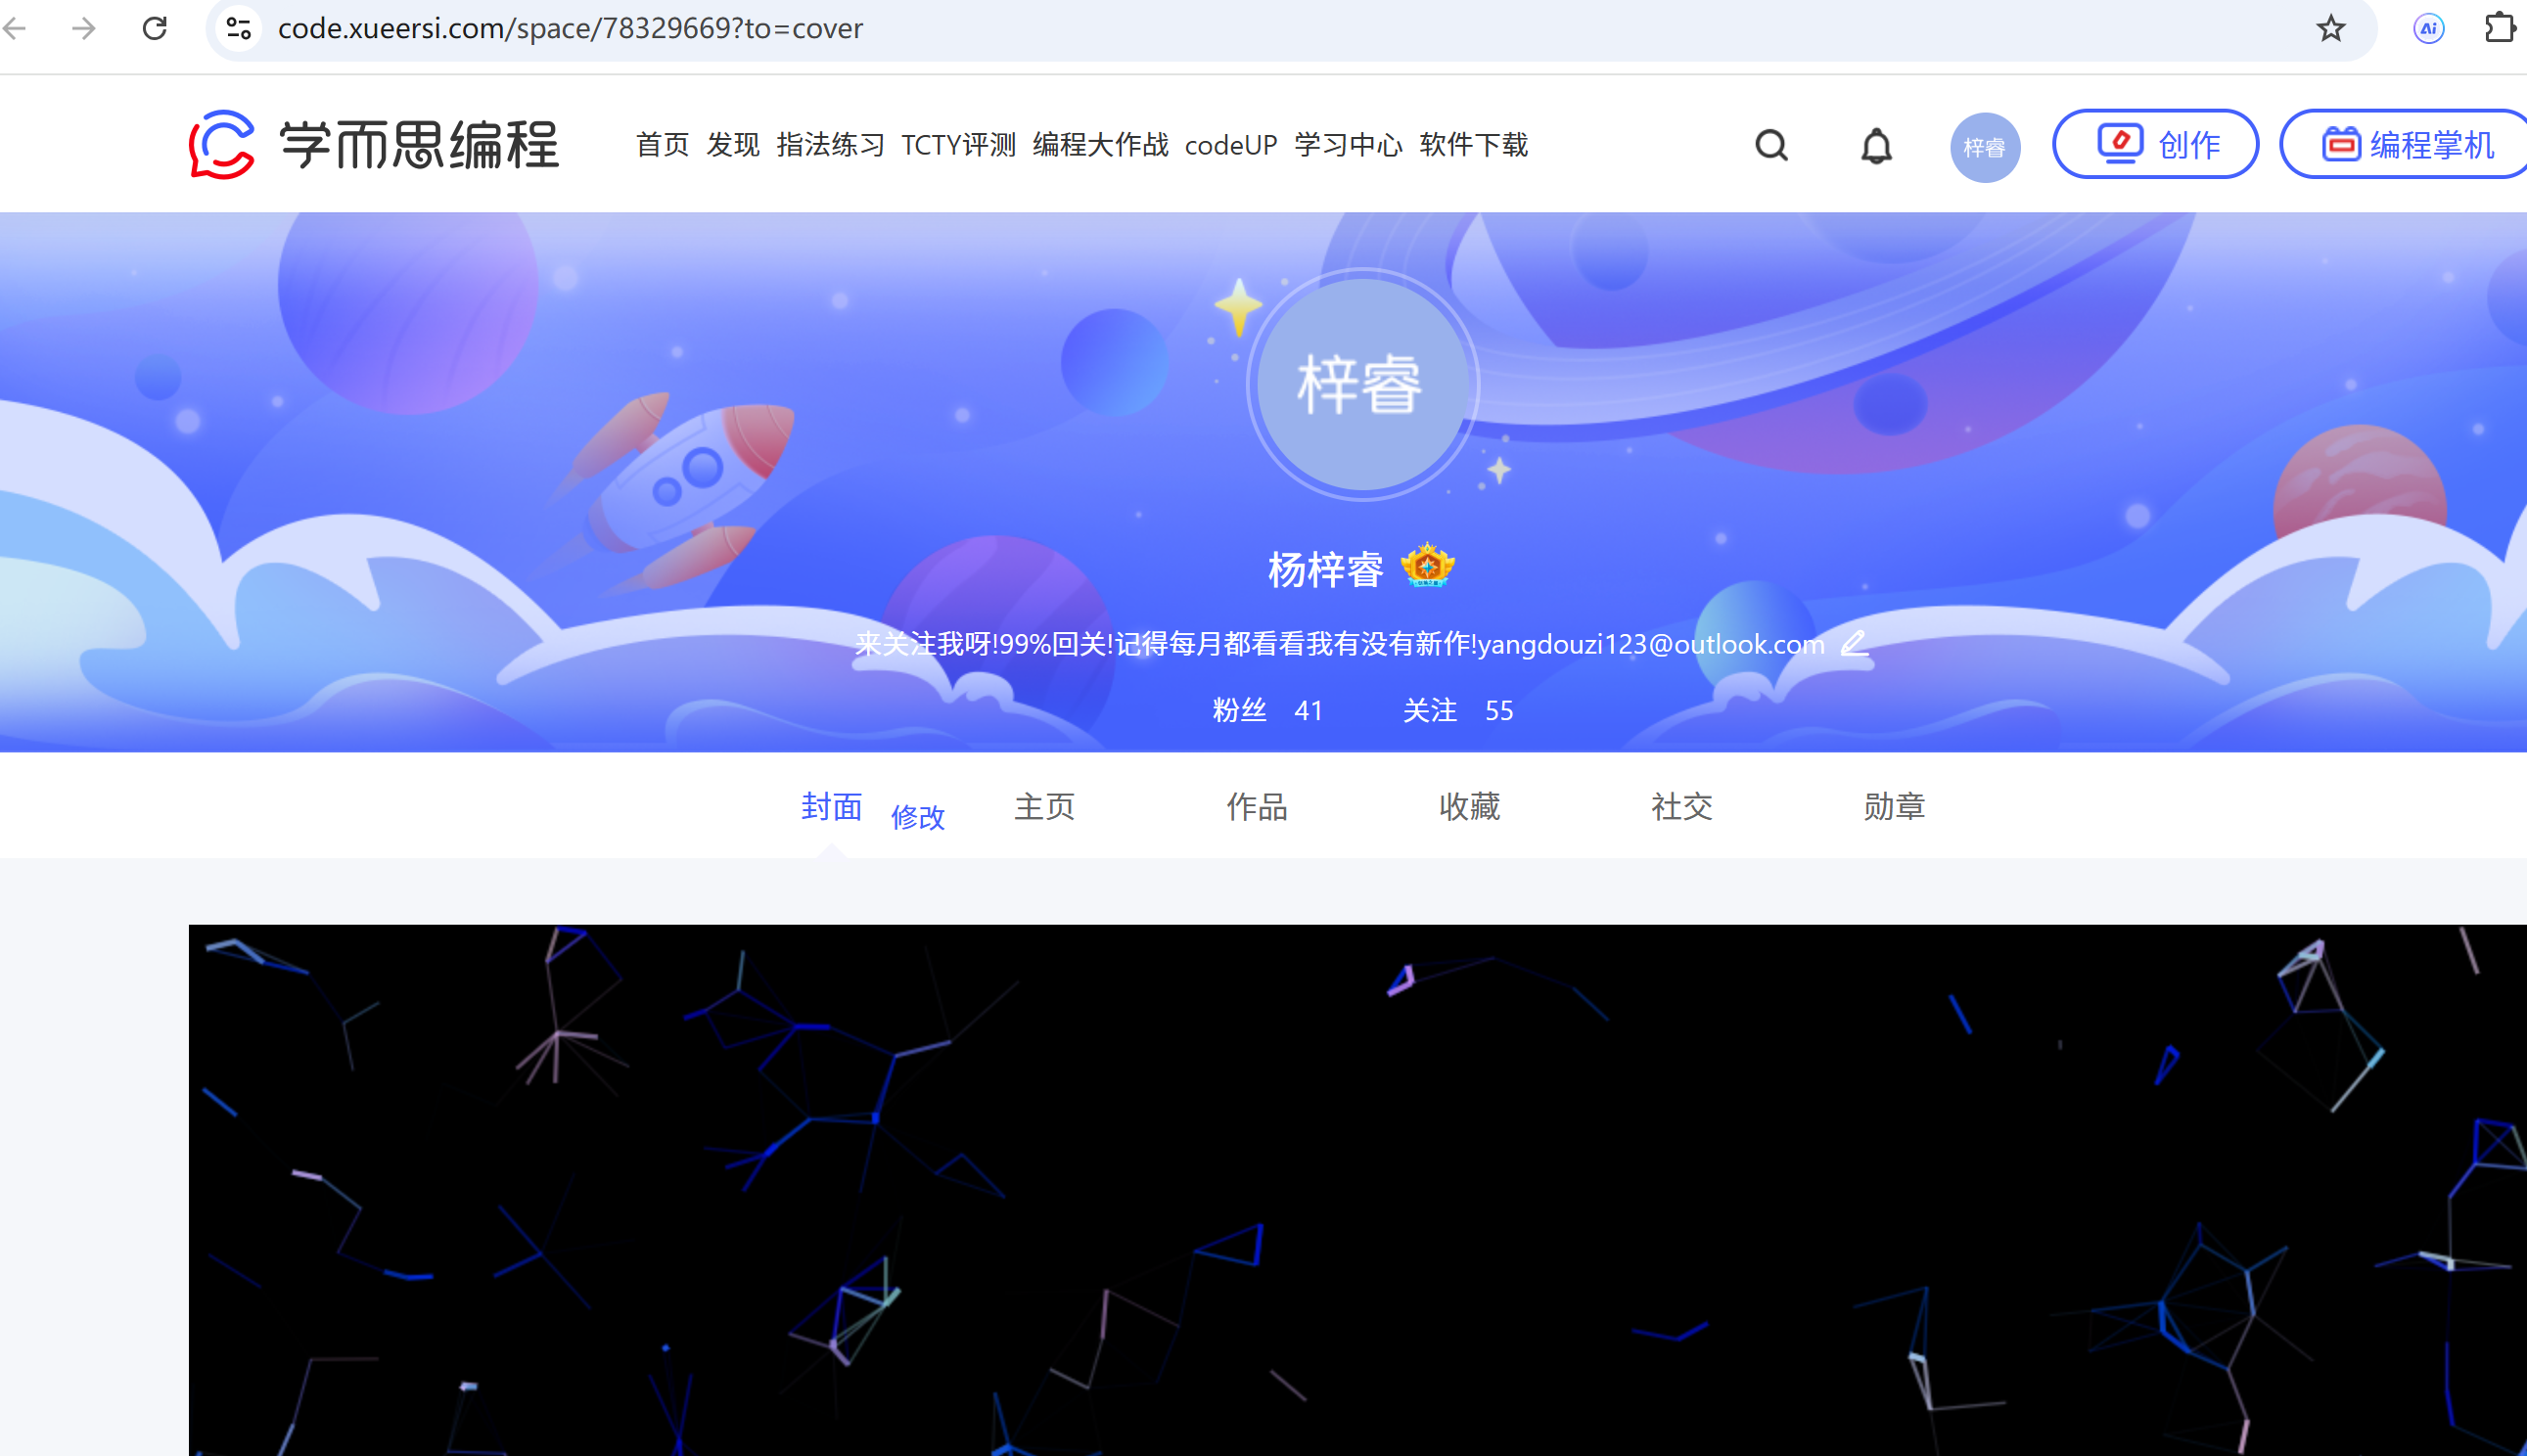 code.xueersi.com/space/78329669?to=cover
Ai
学而思编程
首页 发现 指法练习 TCTY评测 编程大作战 codeUP 学习中心 软件下载
梓睿
创作
编程掌机
梓睿
杨梓睿
来关注我呀!99%回关!记得每月都看看我有没有新作!yangdouzi123@outlook.com
粉丝 41 关注 55
封面 修改 主页 作品 收藏 社交 勋章